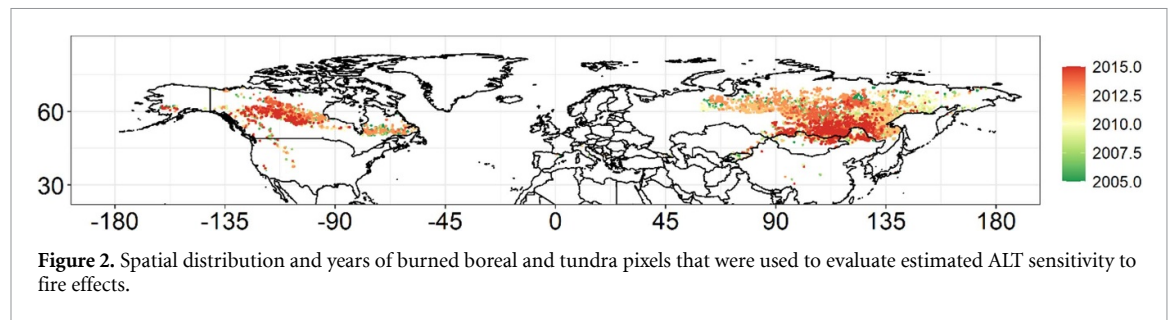 60
30
-180 -135 -90 -45 0 45 90 135 180
2015.0
2012.5
2010.0
2007.5
2005.0
Figure 2. Spatial distribution and years of burned boreal and tundra pixels that were used to evaluate estimated ALT sensitivity to
fire effects.